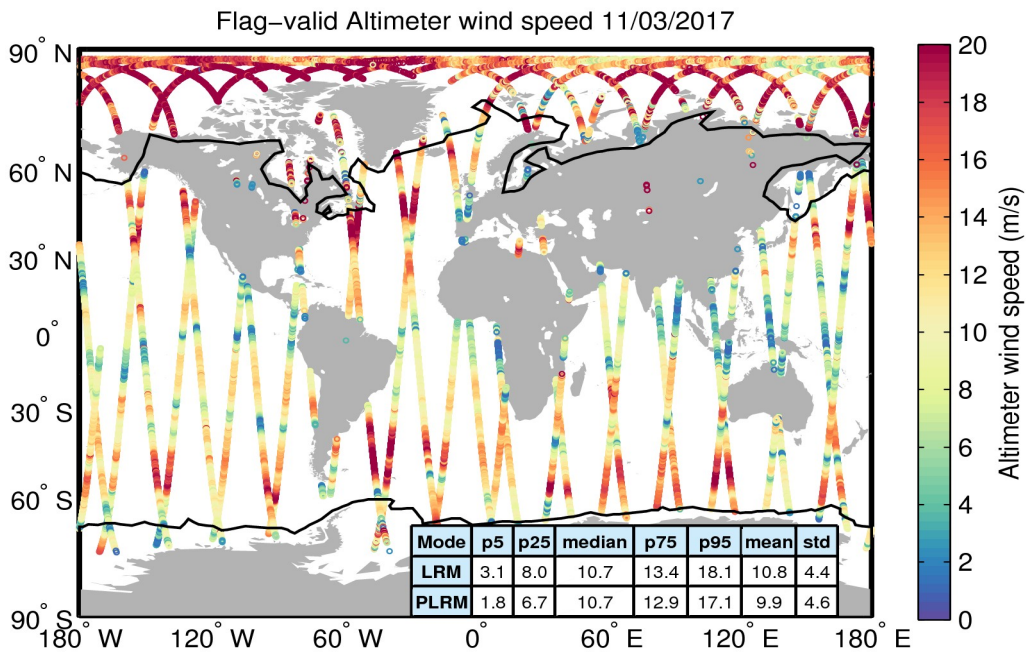 Flag−valid Altimeter wind speed 11/03/2017
90° N
60° N
30° N
0°
30° S
60° S
90° S
180° W
120° W
60° W
0°
60° E
120° E
180° E
20
18
16
14
12
10
8
6
4
2
0
Altimeter wind speed (m/s)
Mode p5 p25 median p75 p95 mean std
LRM 3.1 8.0 10.7 13.4 18.1 10.8 4.4
PLRM 1.8 6.7 10.7 12.9 17.1 9.9 4.6